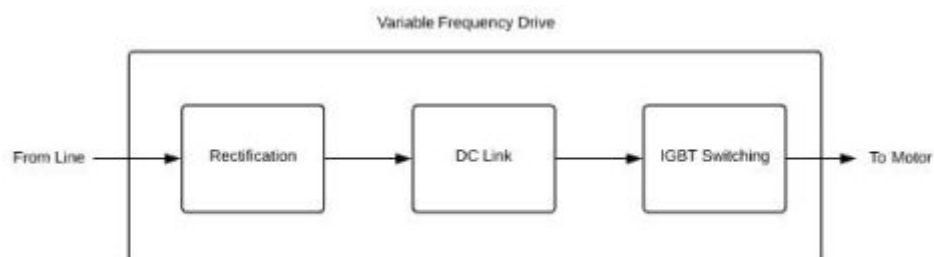 Variable Frequency Drive
From Line
Rectification
DC Link
IGBT Switching
To Motor